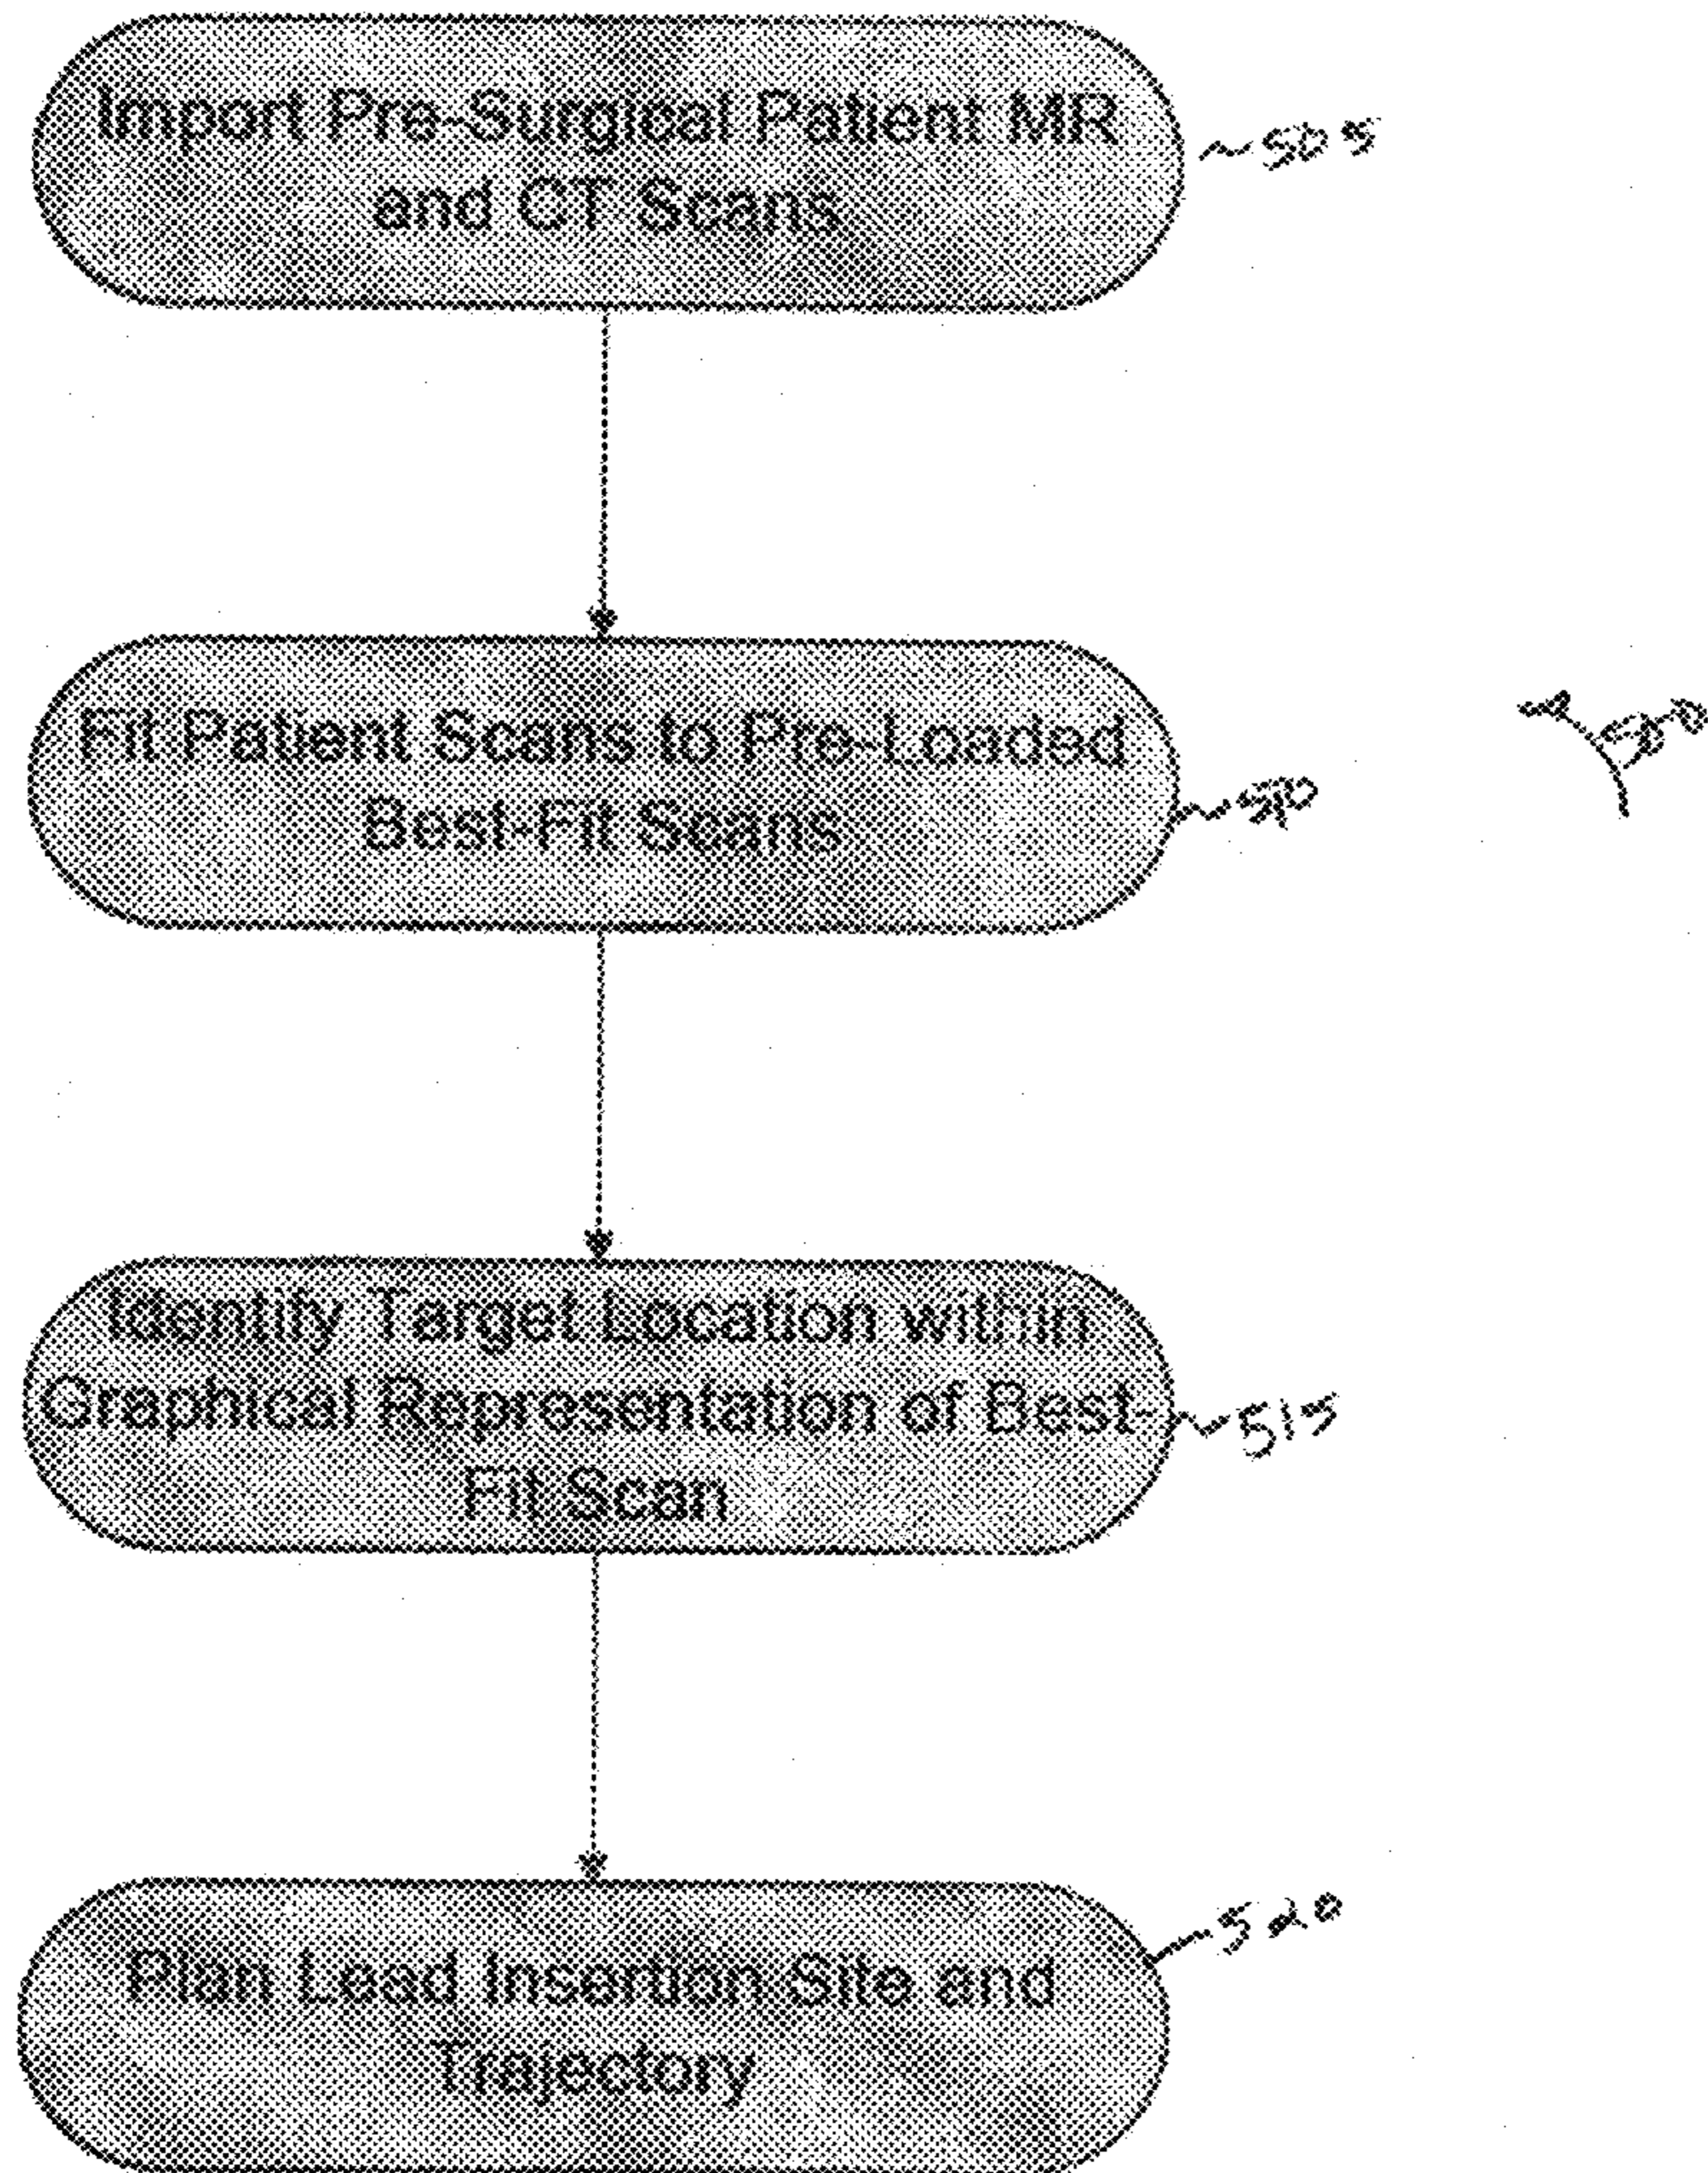 Import Pre-Surgical Patient MR
and CT Scans
~505
Fit Patient Scans to Pre-Loaded
Best-Fit Scans
~510
500
Identify Target Location within
Graphical Representation of Best-
Fit Scan
~515
Plan Lead Insertion Site and
Trajectory
520